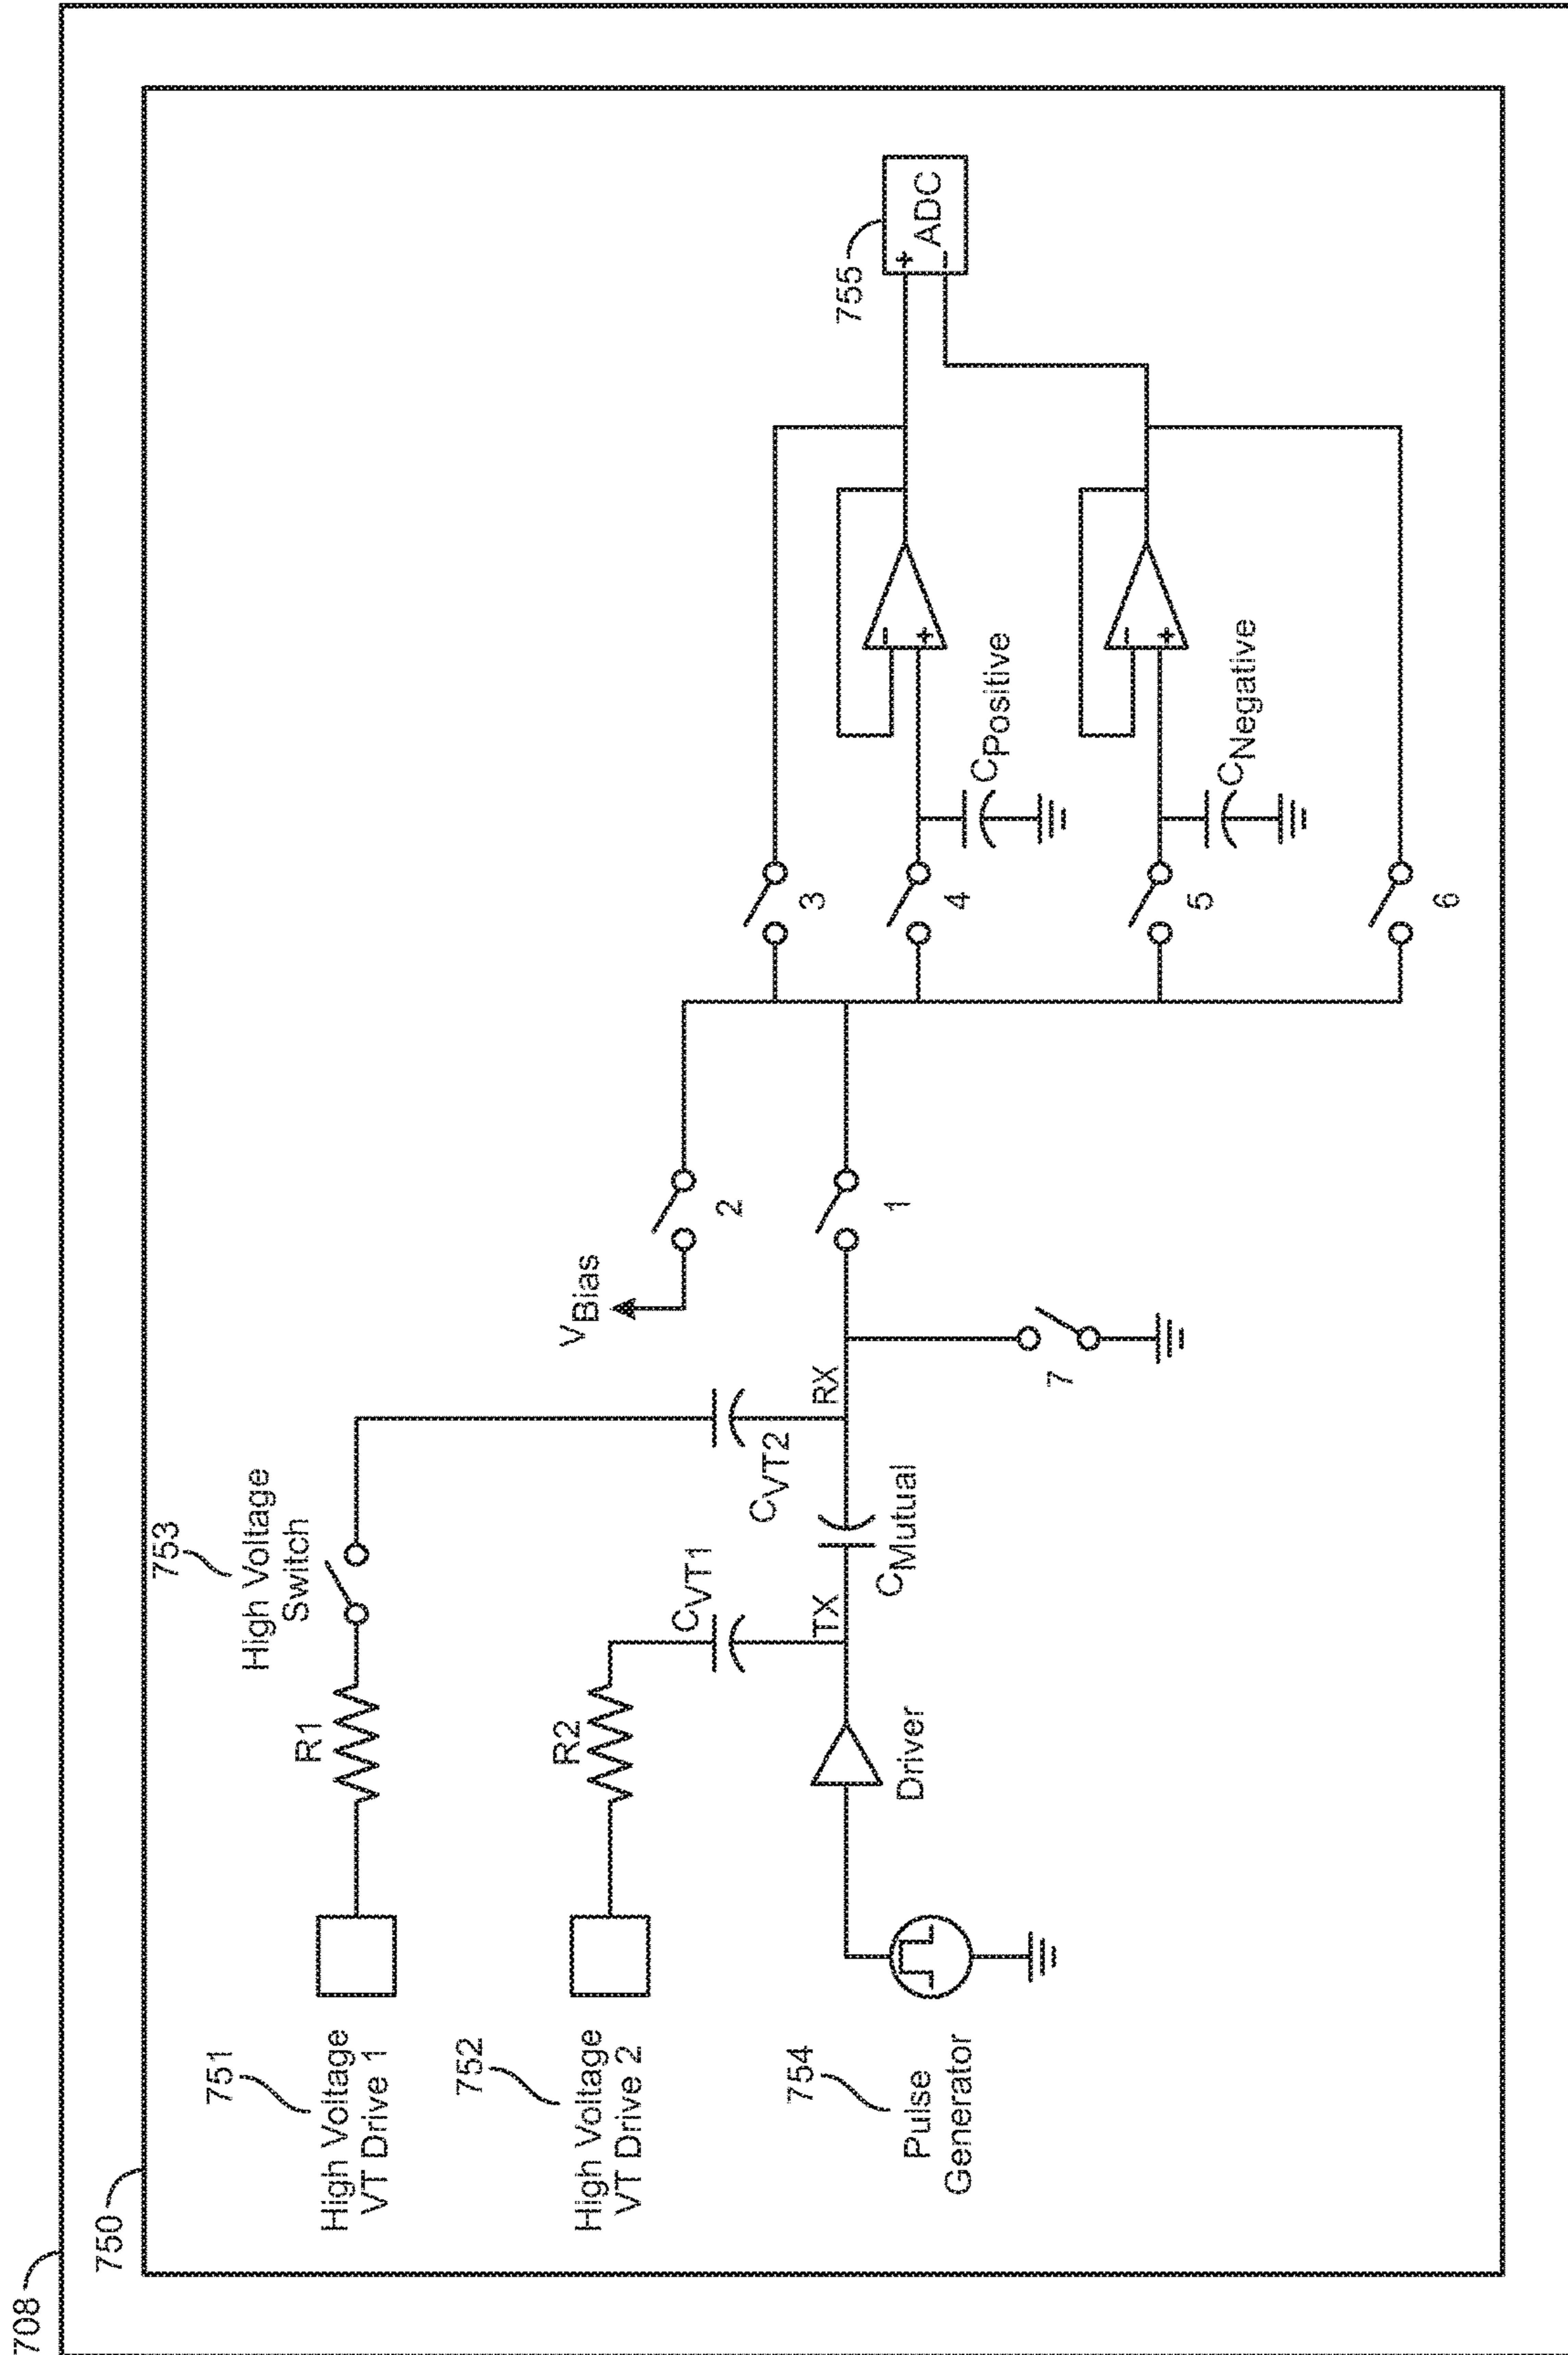 708
750
751
High Voltage
VT Drive 1
R1
753
High Voltage
Switch
752
High Voltage
VT Drive 2
R2
CVT1
CVT2
VBias
2
754
Pulse
Generator
Driver
TX
CMutual
RX
7
1
3
4
CPositive
-
+
5
CNegative
-
+
6
755
+
-
ADC